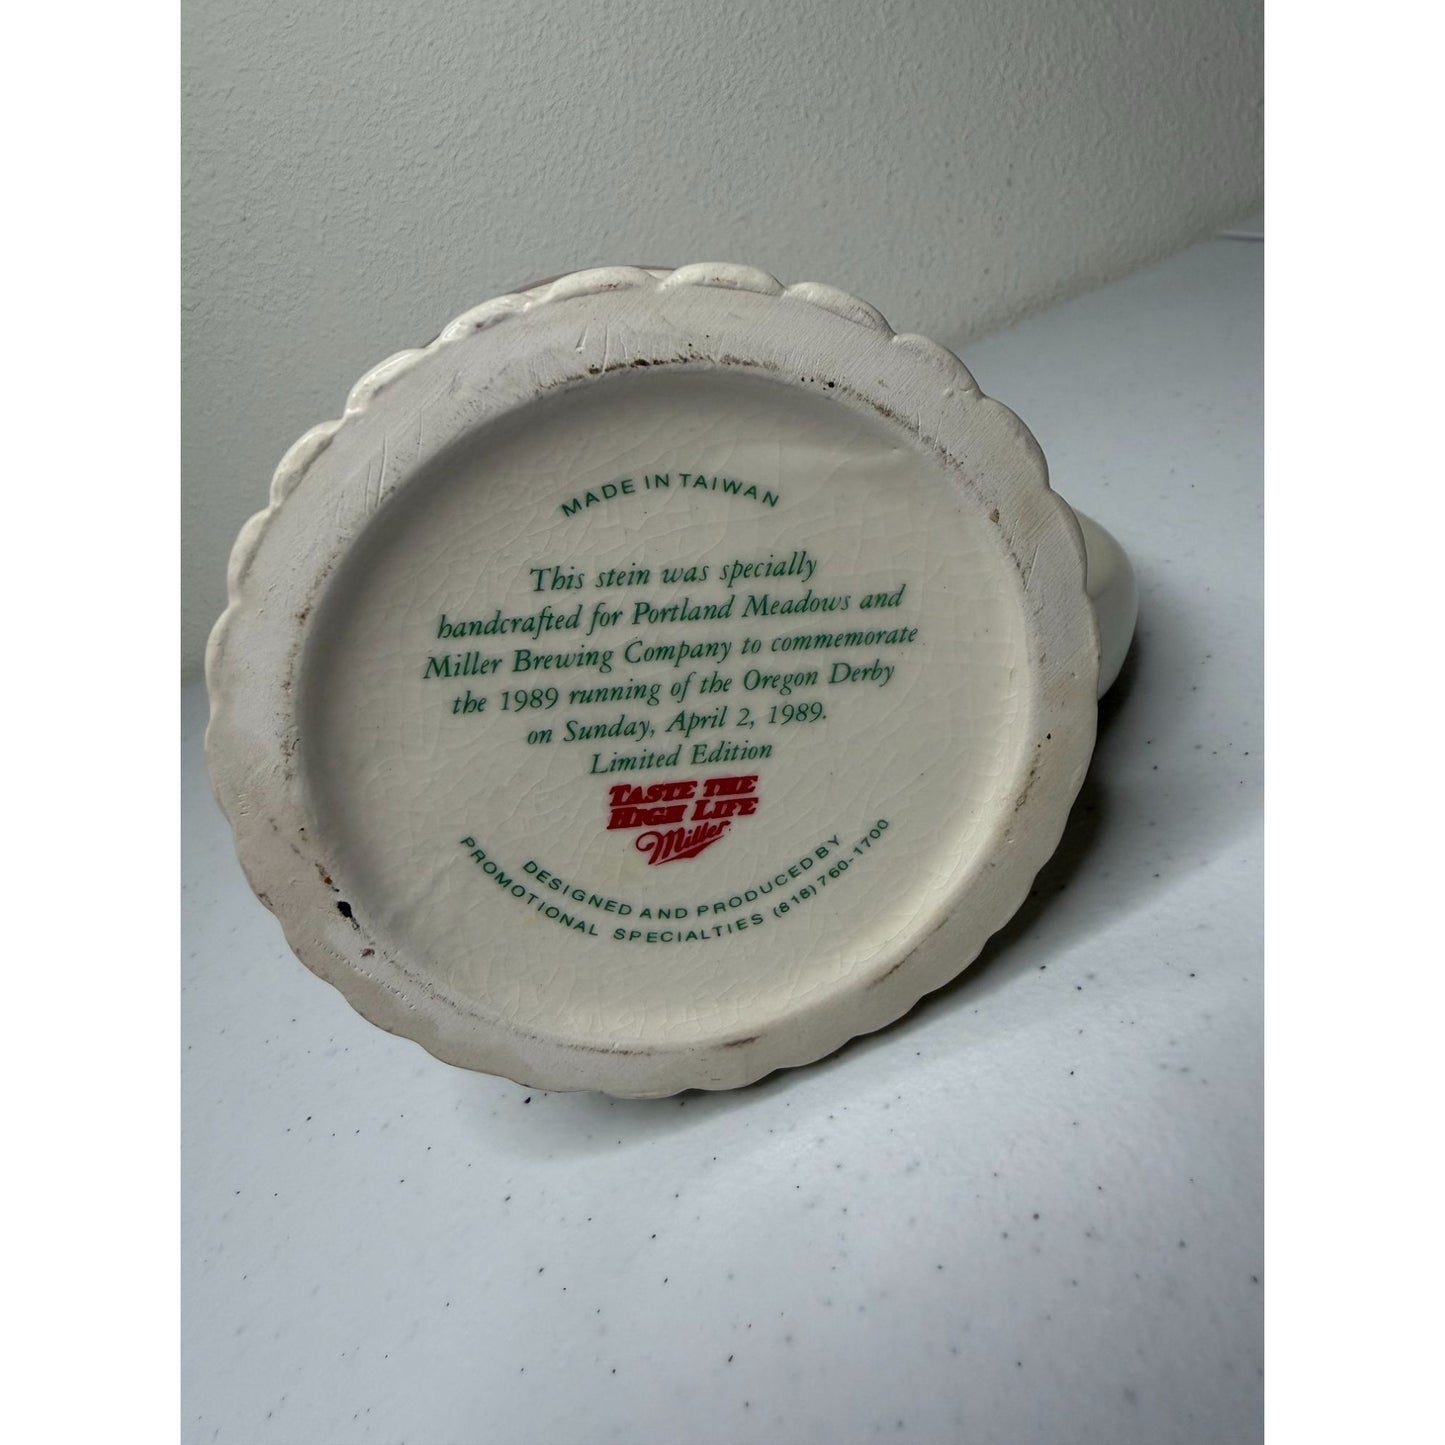 MADE IN TAIWAN
This stein was specially
handcrafted for Portland Meadows and
Miller Brewing Company to commemorate
the 1989 running of the Oregon Derby
on Sunday, April 2, 1989.
Limited Edition
TASTE THE
HIGH LIFE
Miller
DESIGNED AND PRODUCED BY
PROMOTIONAL SPECIALTIES (818) 760-1700